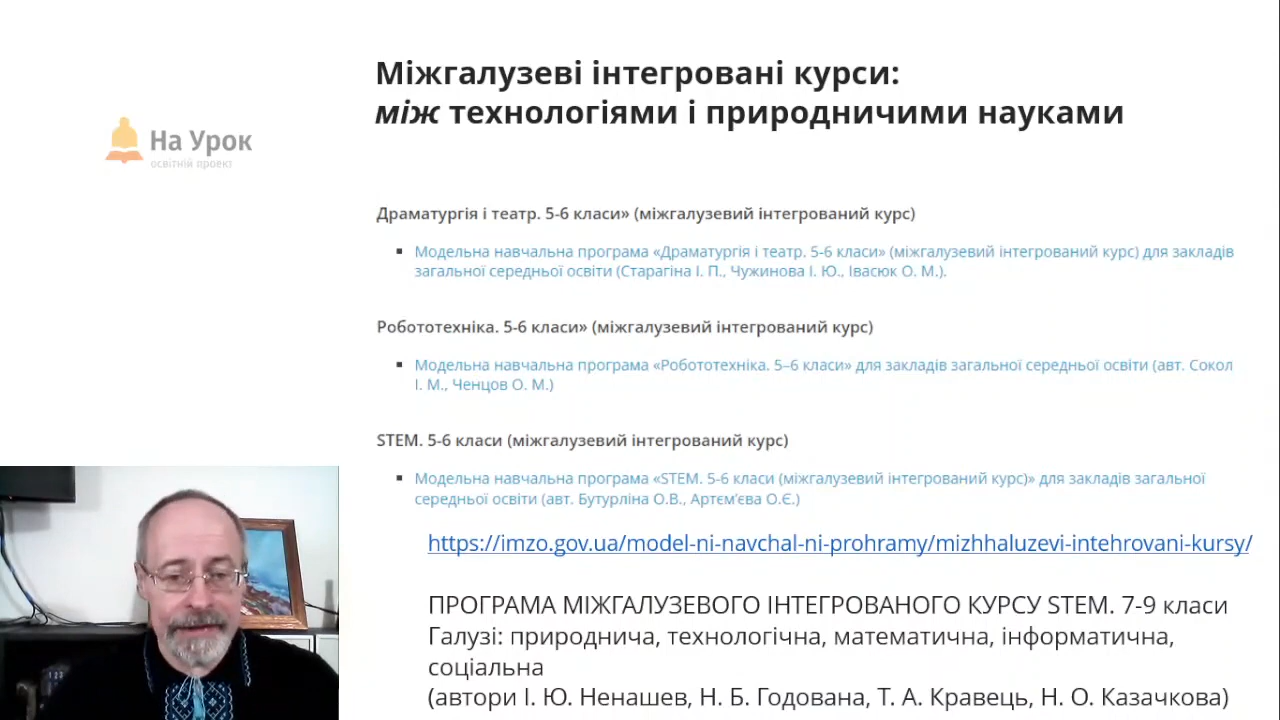 Міжгалузеві інтегровані курси:
між технологіями і природничими науками
На Урок
освітній проект
Драматургія і театр. 5-6 класи» (міжгалузевий інтегрований курс)
▪ Модельна навчальна програма «Драматургія і театр. 5-6 класи» (міжгалузевий інтегрований курс) для закладів
загальної середньої освіти (Старагіна І. П., Чужинова І. Ю., Івасюк О. М.).
Робототехніка. 5-6 класи» (міжгалузевий інтегрований курс)
▪ Модельна навчальна програма «Робототехніка. 5–6 класи» для закладів загальної середньої освіти (авт. Сокол
І. М., Ченцов О. М.)
STEM. 5-6 класи (міжгалузевий інтегрований курс)
▪ Модельна навчальна програма «STEM. 5-6 класи (міжгалузевий інтегрований курс)» для закладів загальної
середньої освіти (авт. Бутурліна О.В., Артєм’єва О.Є.)
https://imzo.gov.ua/model-ni-navchal-ni-prohramy/mizhhaluzevi-intehrovani-kursy/
ПРОГРАМА МІЖГАЛУЗЕВОГО ІНТЕГРОВАНОГО КУРСУ STEM. 7-9 класи
Галузі: природнича, технологічна, математична, інформатична,
соціальна
(автори І. Ю. Ненашев, Н. Б. Годована, Т. А. Кравець, Н. О. Казачкова)